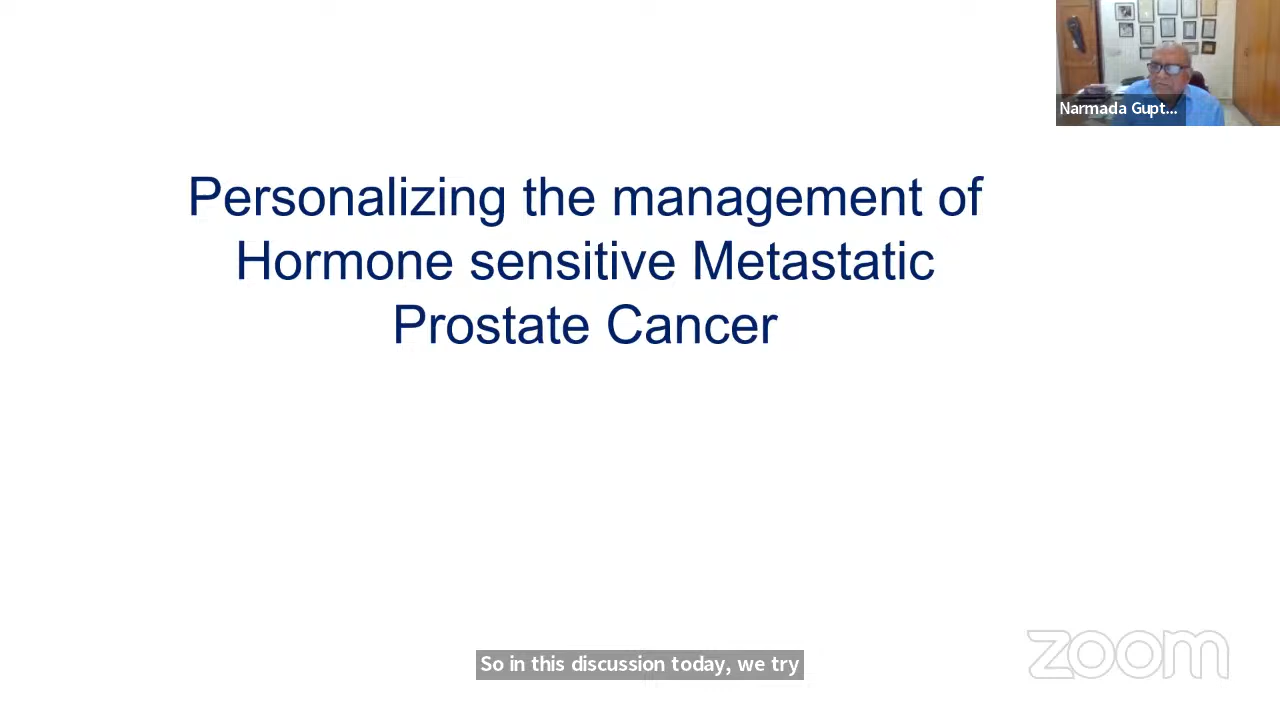 Narmada Gupt...
Personalizing the management of
Hormone sensitive Metastatic
Prostate Cancer
So in this discussion today, we try
zoom